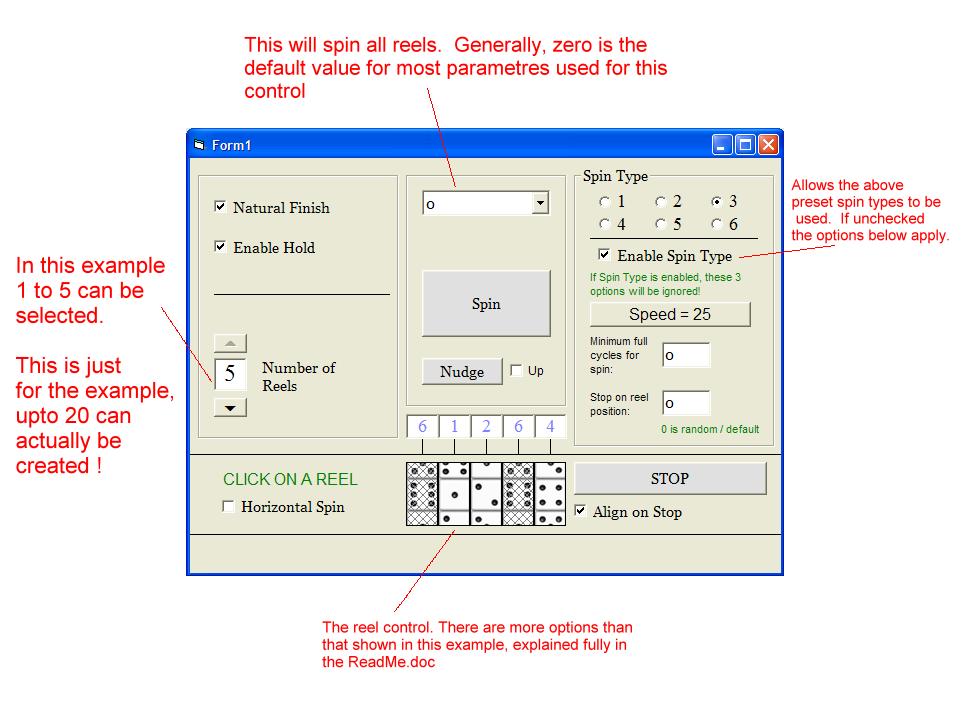 This will spin all reels.  Generally, zero is the
default value for most parametres used for this
control
Form1
Natural Finish
Enable Hold
5
Number of
Reels
0
Spin
Nudge
Up
Spin Type
1
2
3
4
5
6
Enable Spin Type
If Spin Type is enabled, these 3
options will be ignored!
Speed = 25
Minimum full
cycles for
spin:
0
Stop on reel
position:
0
0 is random / default
Allows the above
preset spin types to be
used.  If unchecked
the options below apply.
In this example
1 to 5 can be
selected.
This is just
for the example,
upto 20 can
actually be
created !
6 1 2 6 4
CLICK ON A REEL
Horizontal Spin
STOP
Align on Stop
The reel control. There are more options than
that shown in this example, explained fully in
the ReadMe.doc